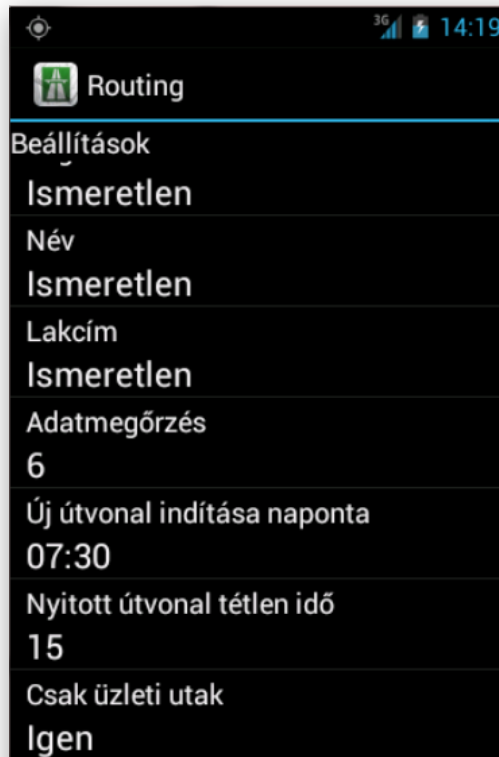 3G 14:19
Routing
Beállítások
Ismeretlen
Név
Ismeretlen
Lakcím
Ismeretlen
Adatmegőrzés
6
Új útvonal indítása naponta
07:30
Nyitott útvonal tétlen idő
15
Csak üzleti utak
Igen